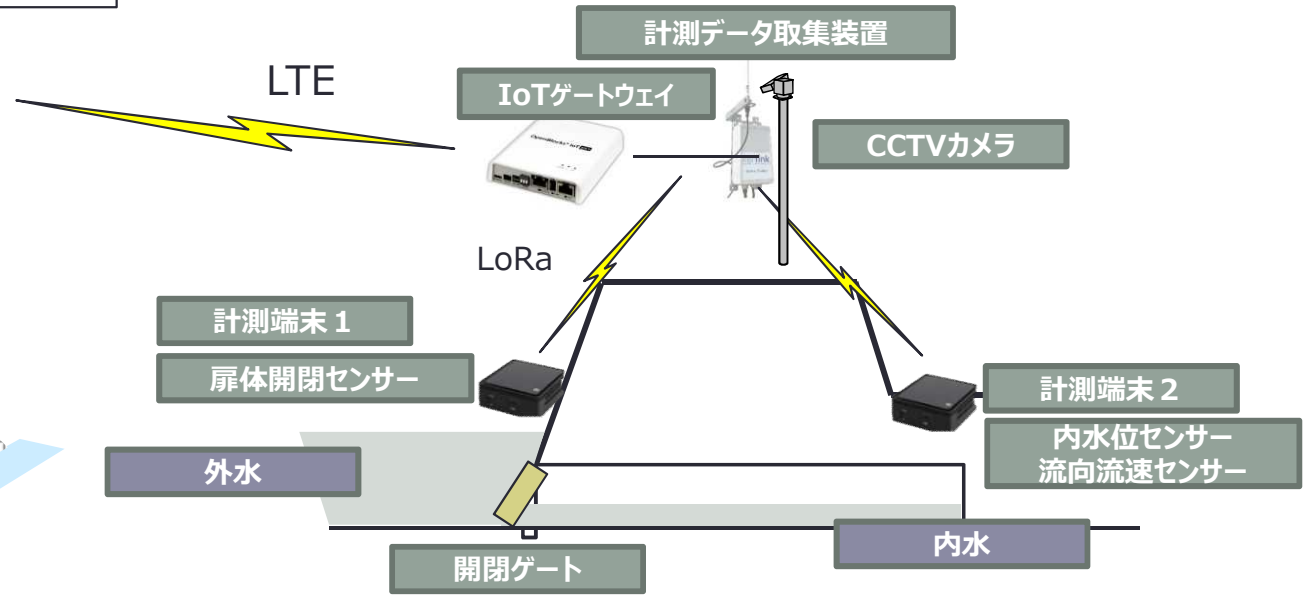 計測データ収集装置
LTE
IoTゲートウェイ
CCTVカメラ
LoRa
計測端末1
扉体開閉センサー
計測端末2
内水位センサー
流向流速センサー
外水
内水
開閉ゲート